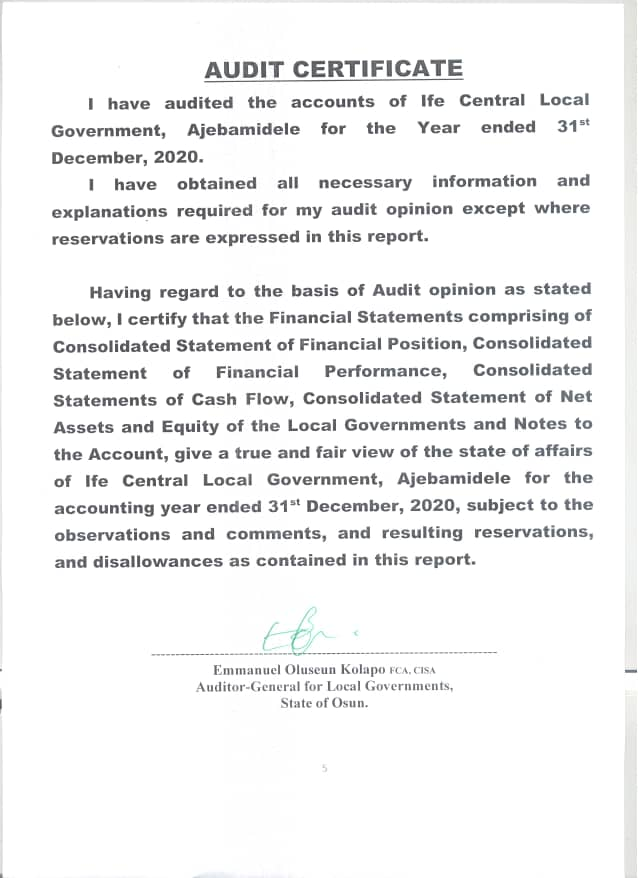 AUDIT CERTIFICATE
I have audited the accounts of Ife Central Local
Government, Ajebamidele for the Year ended 31st
December, 2020.
I have obtained all necessary information and
explanations required for my audit opinion except where
reservations are expressed in this report.
Having regard to the basis of Audit opinion as stated
below, I certify that the Financial Statements comprising of
Consolidated Statement of Financial Position, Consolidated
Statement of Financial Performance, Consolidated
Statements of Cash Flow, Consolidated Statement of Net
Assets and Equity of the Local Governments and Notes to
the Account, give a true and fair view of the state of affairs
of Ife Central Local Government, Ajebamidele for the
accounting year ended 31st December, 2020, subject to the
observations and comments, and resulting reservations,
and disallowances as contained in this report.
Emmanuel Oluseun Kolapo FCA, CISA
Auditor-General for Local Governments,
State of Osun.
5